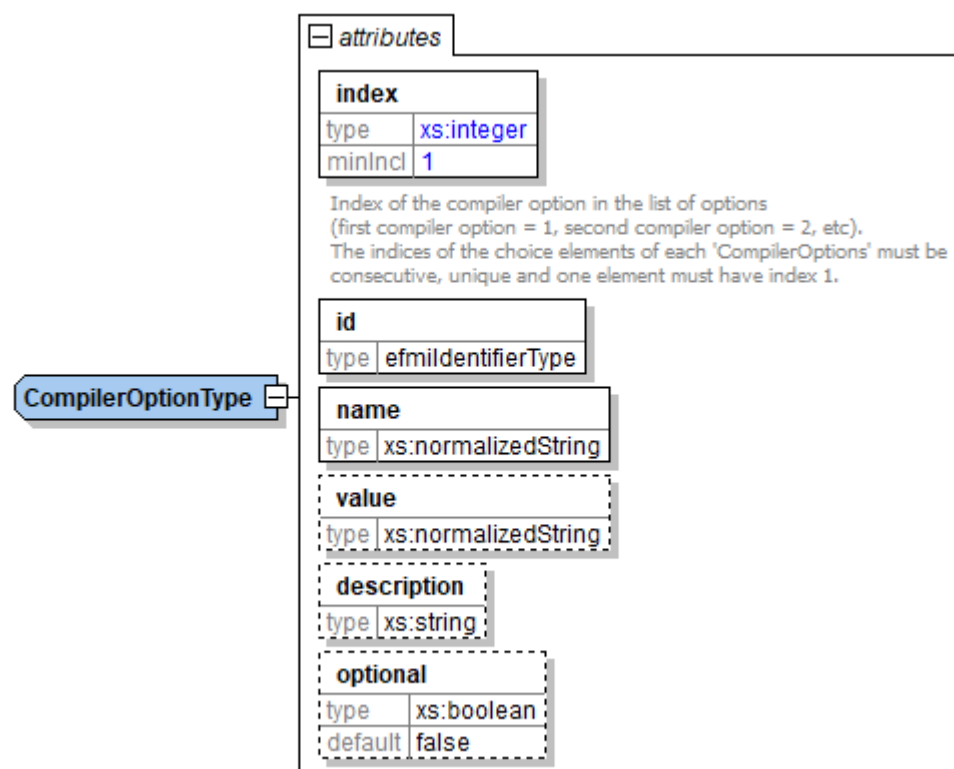 attributes
index
type xs:integer
minIncl 1
Index of the compiler option in the list of options
(first compiler option = 1, second compiler option = 2, etc).
The indices of the choice elements of each 'CompilerOptions' must be
consecutive, unique and one element must have index 1.
id
type efmiIdentifierType
CompilerOptionType
name
type xs:normalizedString
value
type xs:normalizedString
description
type xs:string
optional
type xs:boolean
default false